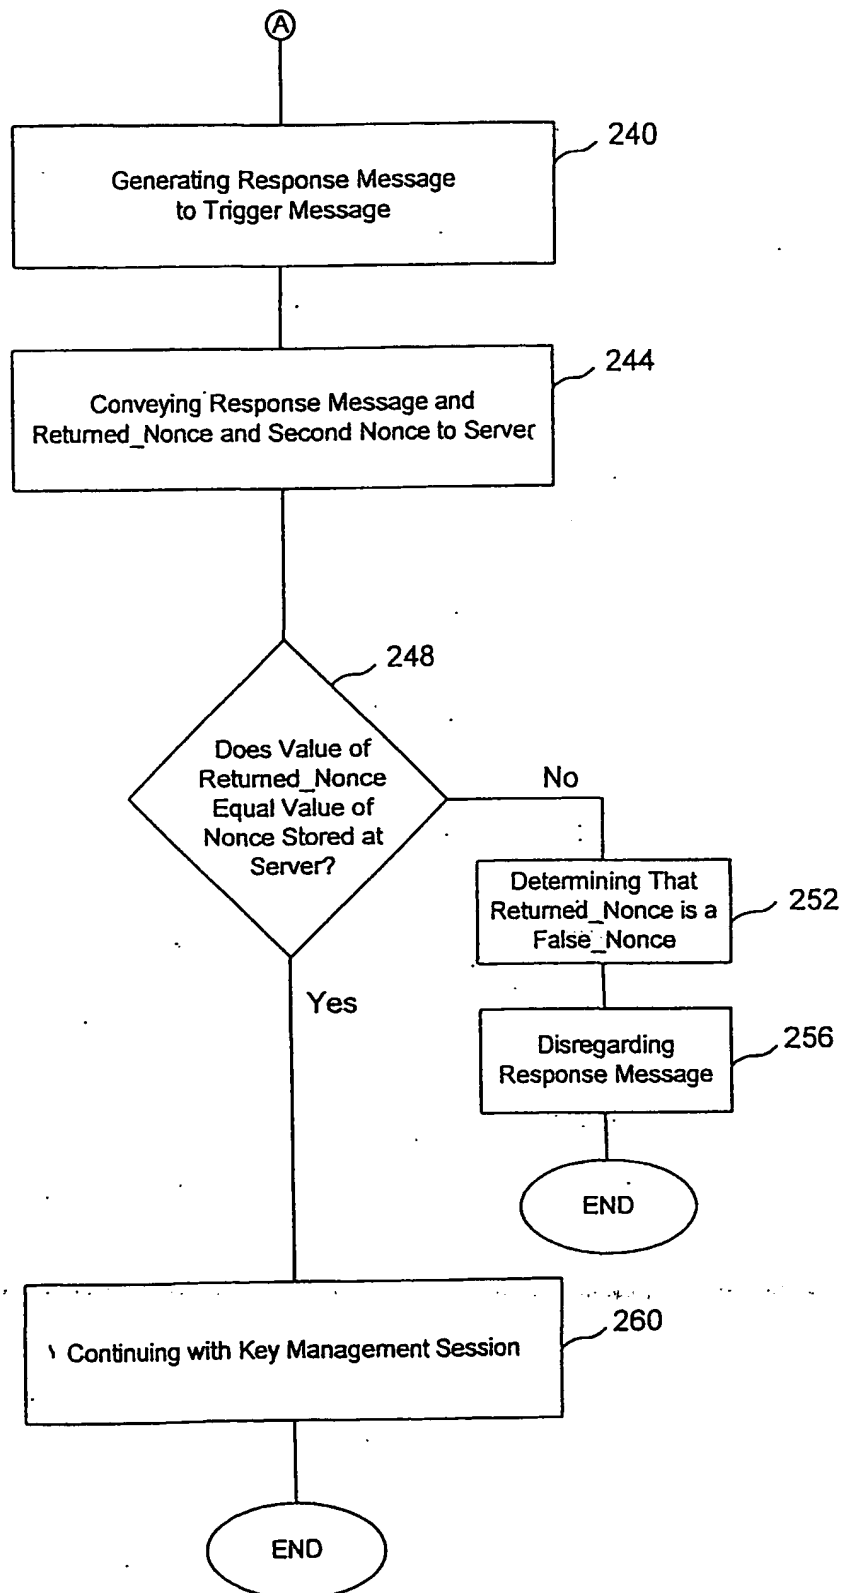 A
240
Generating Response Message
to Trigger Message
244
Conveying Response Message and
Returned_Nonce and Second Nonce to Server
248
Does Value of
Returned_Nonce
Equal Value of
Nonce Stored at
Server?
No
Determining That
Returned_Nonce is a
False_Nonce
252
Yes
Disregarding
Response Message
256
END
260
Continuing with Key Management Session
END